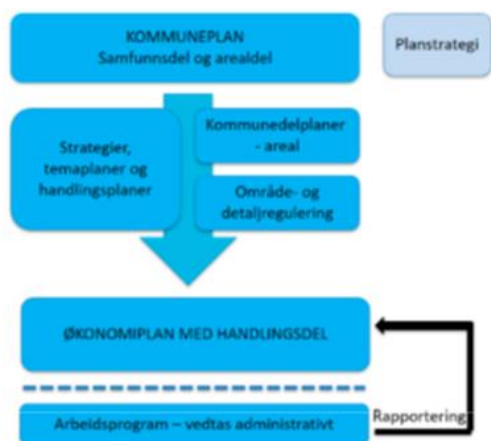 KOMMUNEPLAN
Samfunnsdel og arealdel
Planstrategi
Strategier,
temaplaner og
handlingsplaner
Kommunedelplaner
- areal
Område- og
detaljregulering
ØKONOMIPLAN MED HANDLINGSDEL
Arbeidsprogram – vedtas administrativt
Rapportering